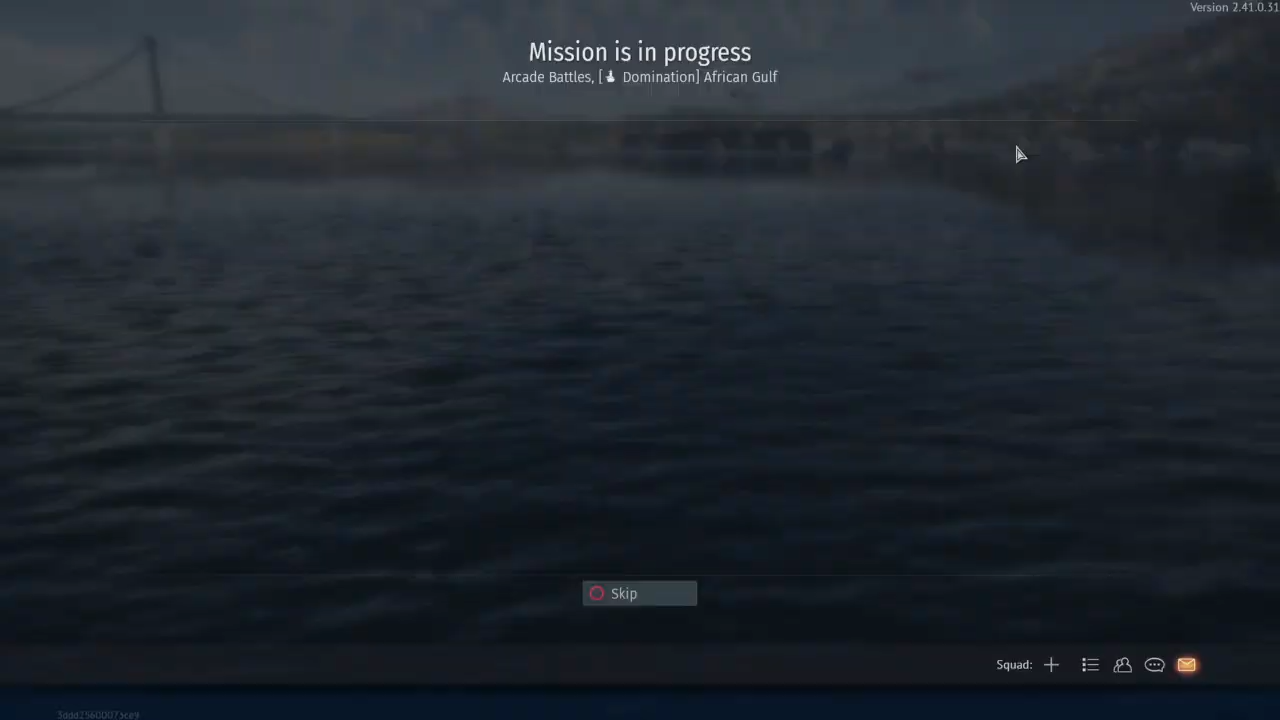 Version 2.41.0.31
Mission is in progress
Arcade Battles, [ Domination] African Gulf
Skip
Squad: